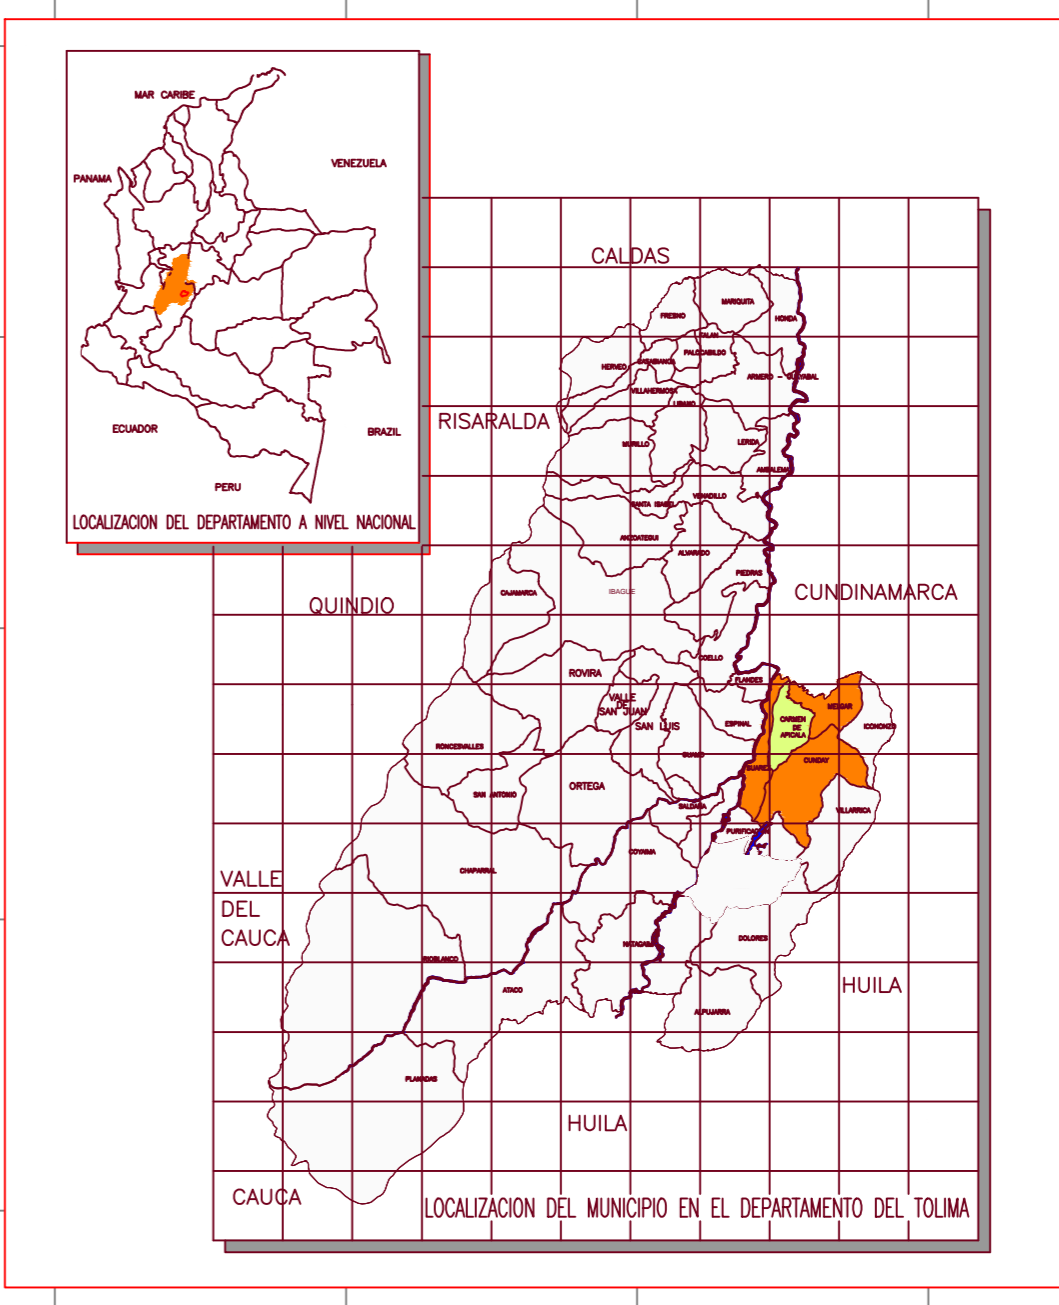 MAR CARIBE
VENEZUELA
PANAMA
ECUADOR
BRAZIL
PERU
LOCALIZACION DEL DEPARTAMENTO A NIVEL NACIONAL
CALDAS
MARIQUITA
FRESNO
HONDA
FALAN
PALOCABILDO
CASABIANCA
HERVEO
ARMERO - GUAYABAL
VILLAHERMOSA
LIBANO
RISARALDA
MURILLO
LERIDA
AMBALEMA
VENADILLO
SANTA ISABEL
ANZOATEGUI
ALVARADO
PIEDRAS
CAJAMARCA
IBAGUE
CUNDINAMARCA
QUINDIO
COELLO
ROVIRA
FLANDES
VALLE
DE
SAN JUAN
MELGAR
CARMEN
DE
APICALA
SAN LUIS
ESPINAL
ICONONZO
RONCESVALLES
GUAMO
CUNDAY
SUAREZ
ORTEGA
SAN ANTONIO
SALDAÑA
VILLARRICA
PURIFICACION
COYAIMA
CHAPARRAL
VALLE
DEL
CAUCA
DOLORES
NATAGAIMA
RIOBLANCO
HUILA
ATACO
ALPUJARRA
PLANADAS
HUILA
CAUCA
LOCALIZACION DEL MUNICIPIO EN EL DEPARTAMENTO DEL TOLIMA